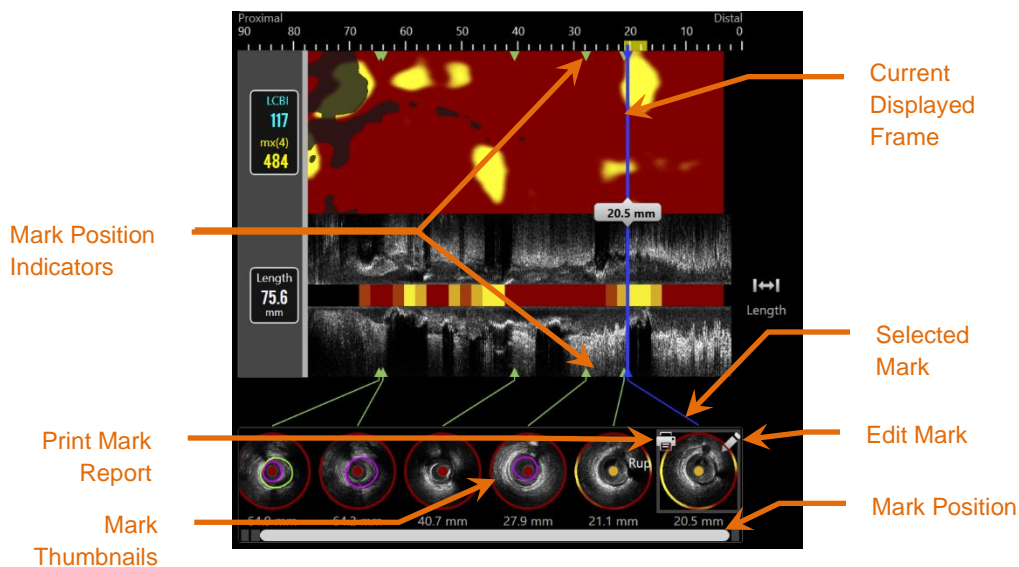 Proximal
Distal
90 80 70 60 50 40 30 20 10 0
LCBI
117
mx(4)
484
Current
Displayed
Frame
20.5 mm
Mark Position
Indicators
Length
75.6
mm
Length
Selected
Mark
Print Mark
Report
Edit Mark
Rup
Mark Position
40.7 mm
27.9 mm
21.1 mm
20.5 mm
Mark
Thumbnails